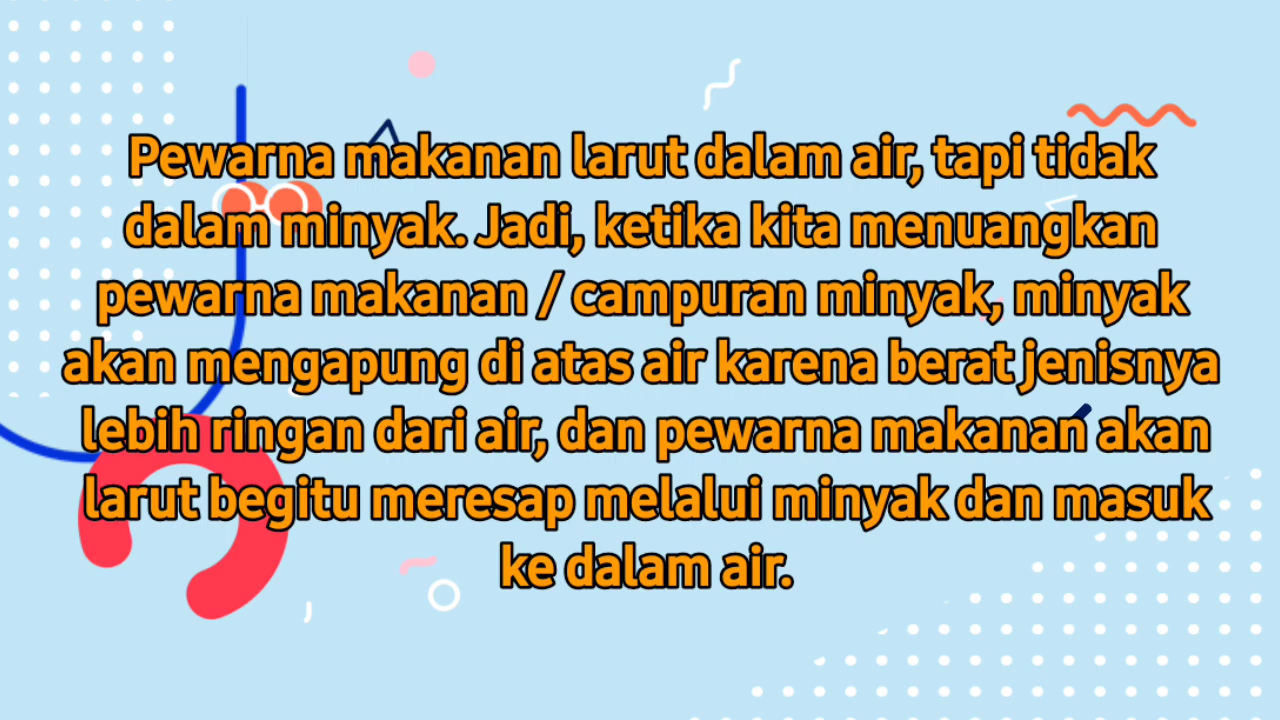 Pewarna makanan larut dalam air, tapi tidak
dalam minyak. Jadi, ketika kita menuangkan
pewarna makanan / campuran minyak, minyak
akan mengapung di atas air karena berat jenisnya
lebih ringan dari air, dan pewarna makanan akan
larut begitu meresap melalui minyak dan masuk
ke dalam air.